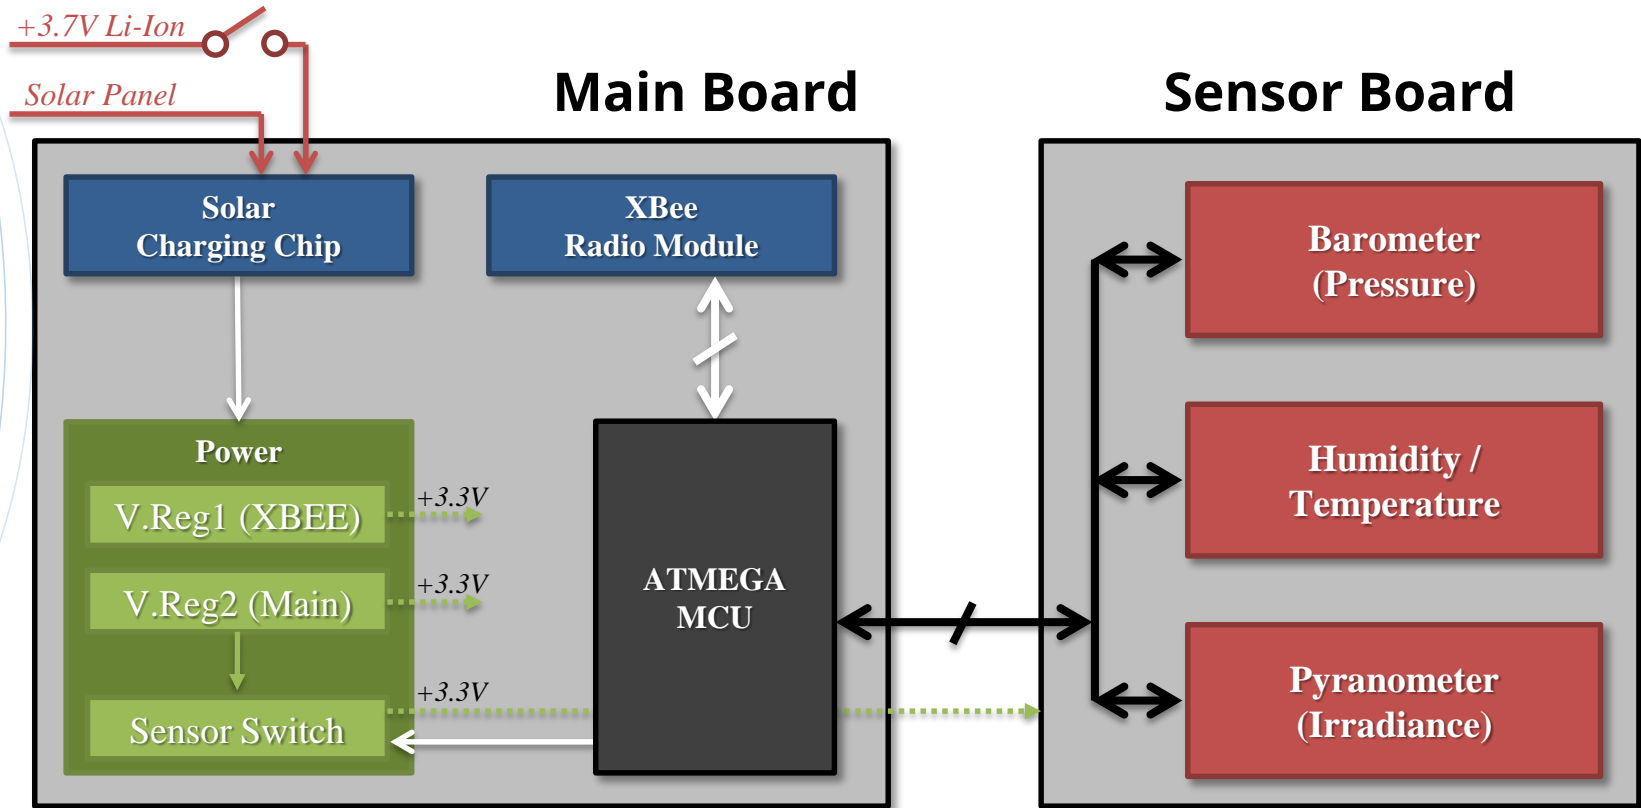 +3.7V Li-Ion
Solar Panel
Main Board
Sensor Board
Solar
Charging Chip
XBee
Radio Module
Power
V.Reg1 (XBEE)
+3.3V
V.Reg2 (Main)
+3.3V
Sensor Switch
+3.3V
ATMEGA
MCU
Barometer
(Pressure)
Humidity /
Temperature
Pyranometer
(Irradiance)